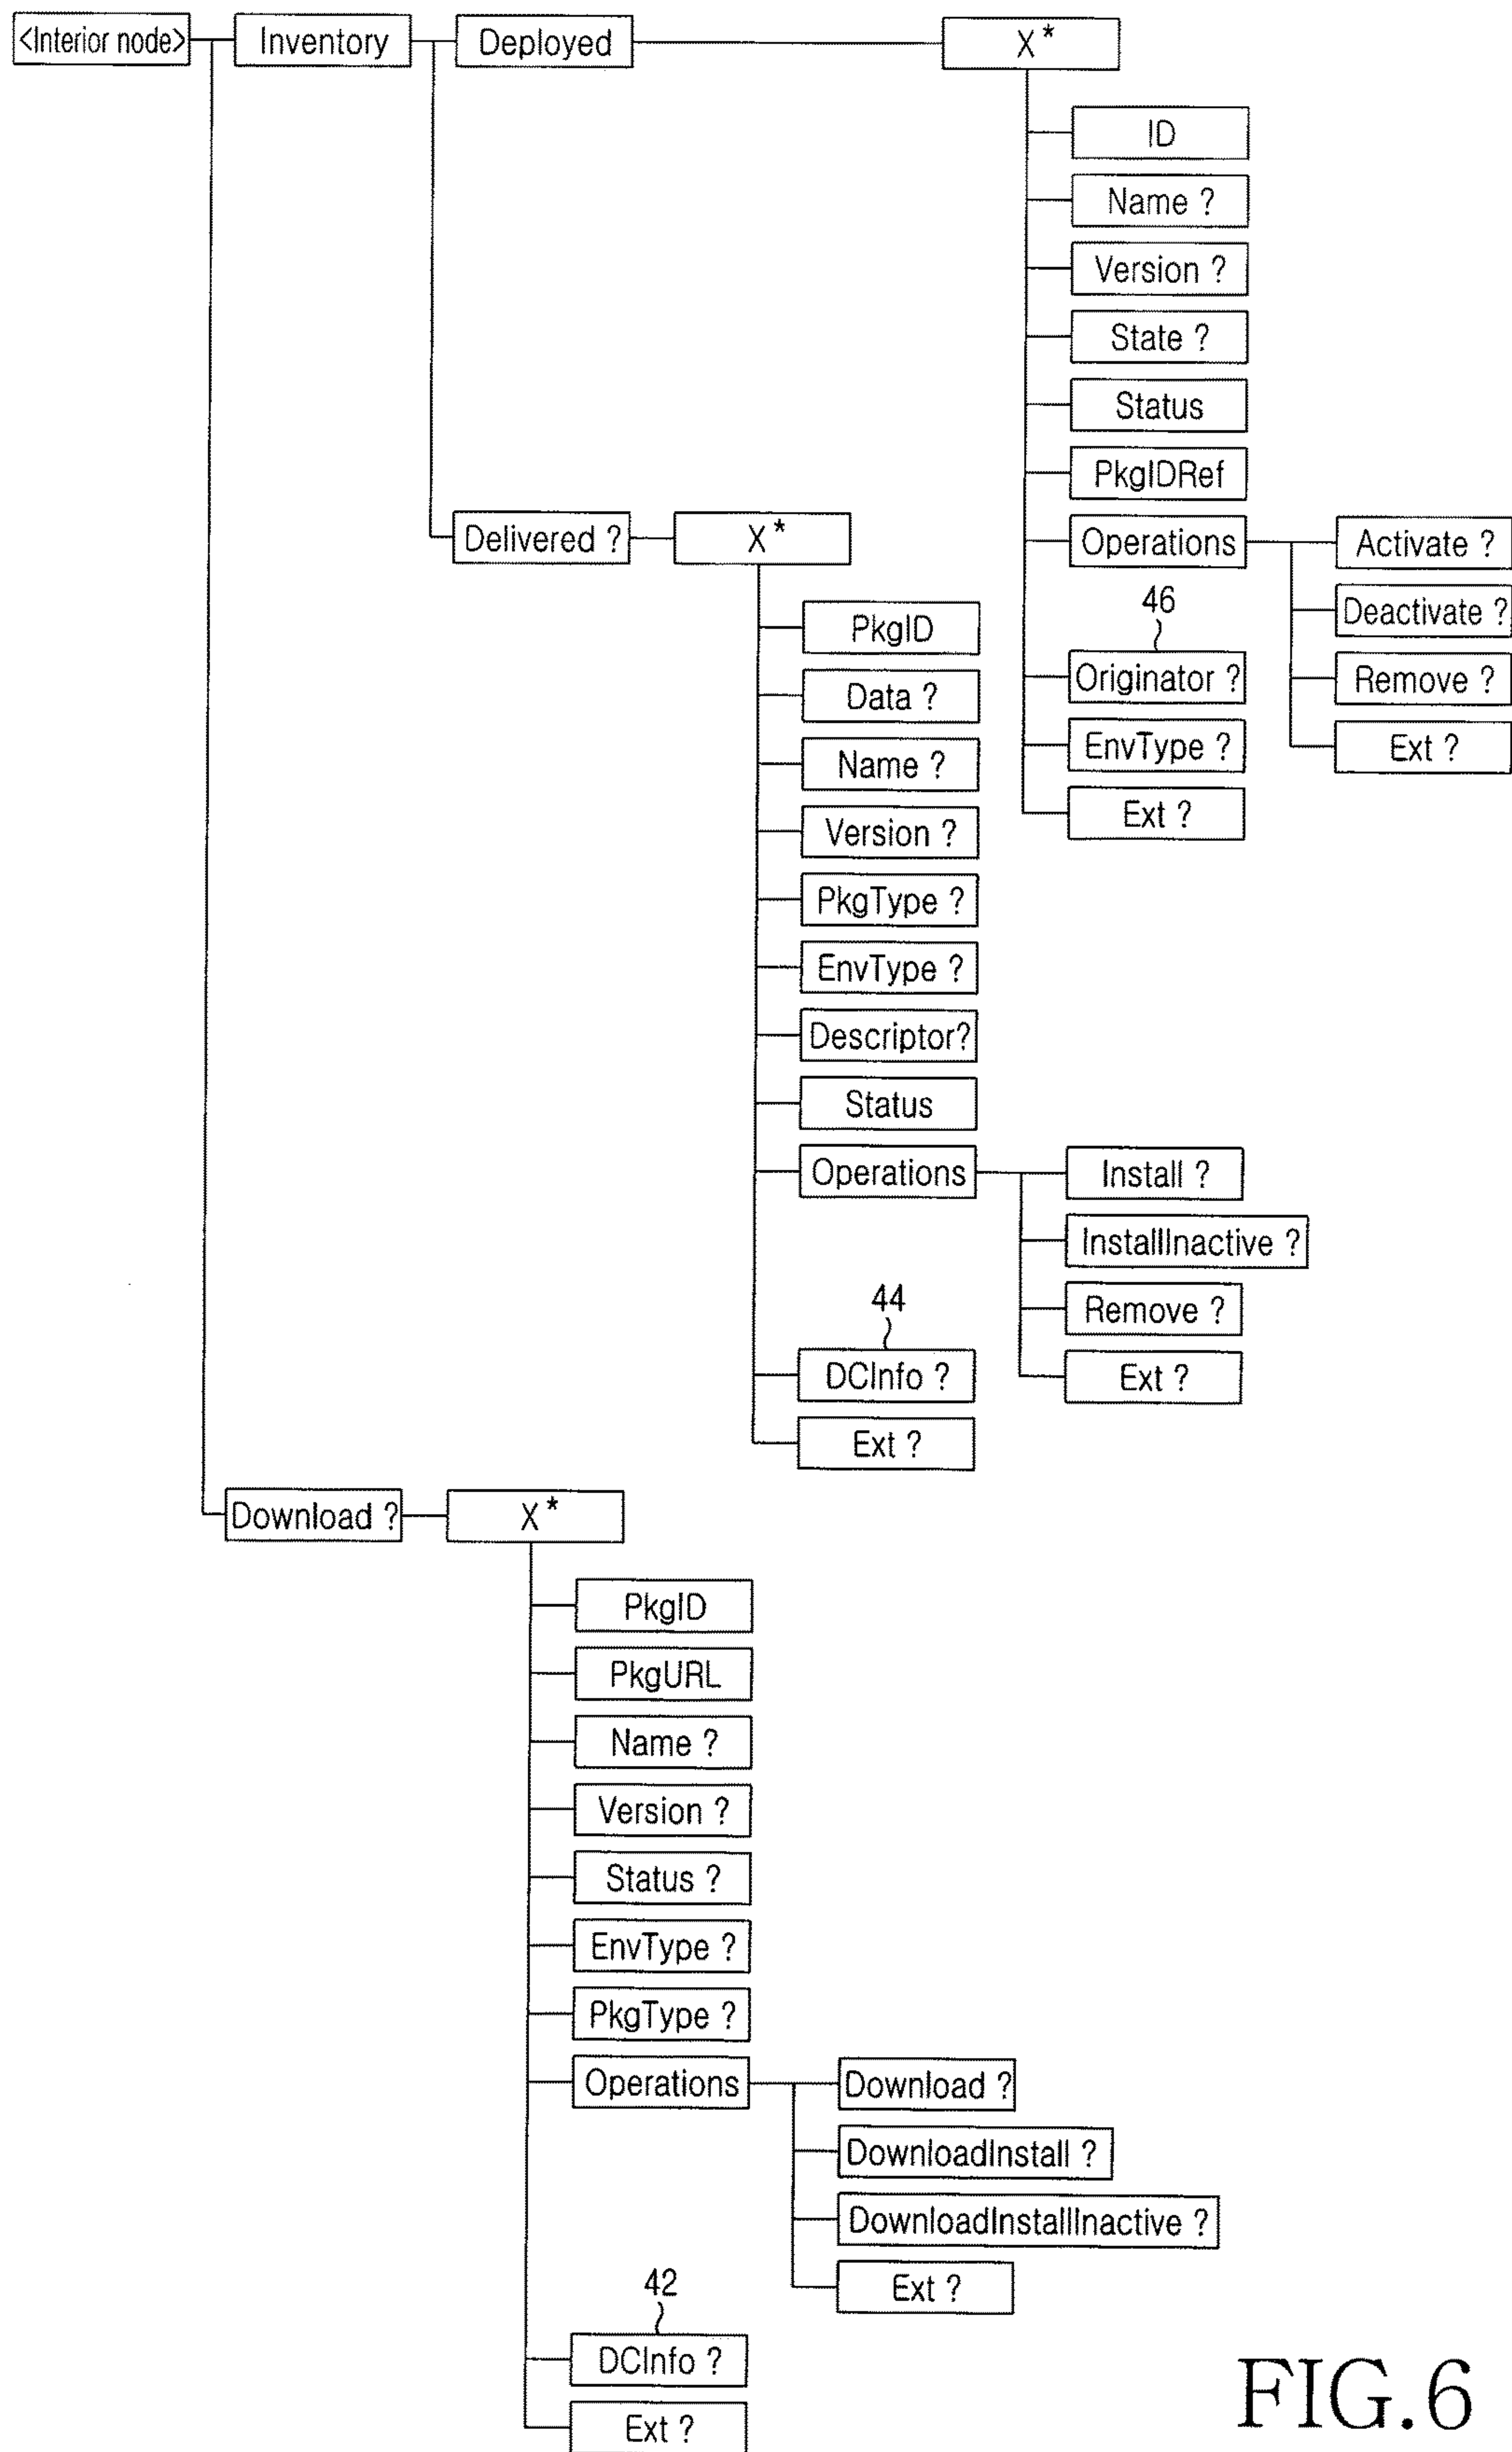 <Interior node>
Inventory
Deployed
X*
ID
Name ?
Version ?
State ?
Status
PkgIDRef
Operations
Activate ?
Deactivate ?
Remove ?
Ext ?
46
Originator ?
EnvType ?
Ext ?
Delivered ?
X*
PkgID
Data ?
Name ?
Version ?
PkgType ?
EnvType ?
Descriptor?
Status
Operations
Install ?
InstallInactive ?
Remove ?
Ext ?
44
DCInfo ?
Ext ?
Download ?
X*
PkgID
PkgURL
Name ?
Version ?
Status ?
EnvType ?
PkgType ?
Operations
Download ?
DownloadInstall ?
DownloadInstallInactive ?
Ext ?
42
DCInfo ?
Ext ?
FIG.6